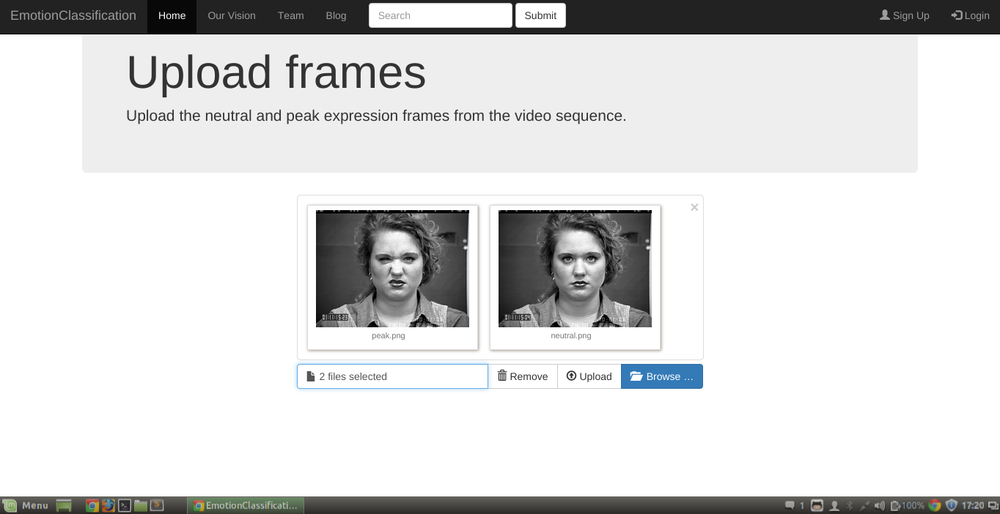 EmotionClassification Home Our Vision Team Blog Search Submit Sign Up Login
Upload frames
Upload the neutral and peak expression frames from the video sequence.
×
peak.png neutral.png
2 files selected Remove Upload Browse …
Menu EmotionClassificati... 1 100% 17:20